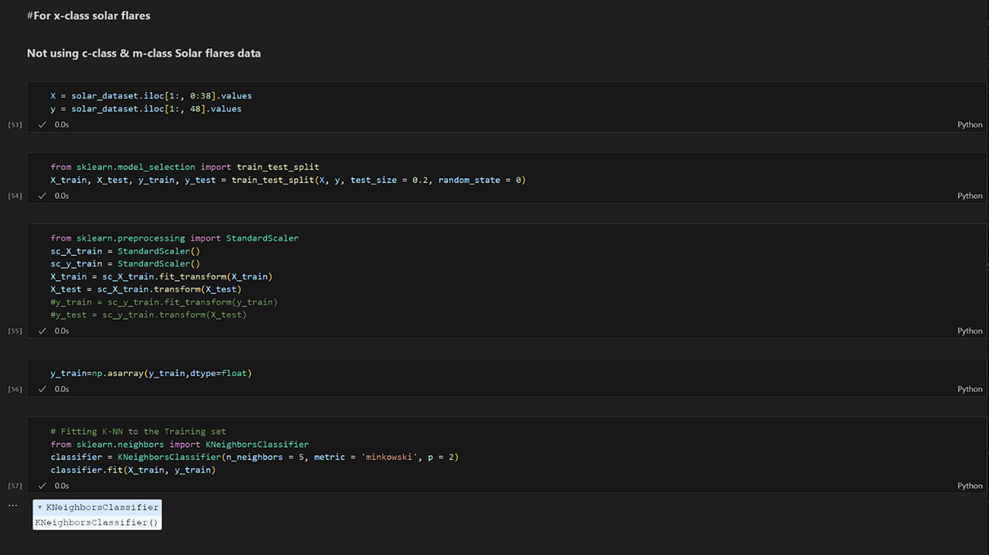 #For x-class solar flares
Not using c-class & m-class Solar flares data
X = solar_dataset.iloc[1:, 0:38].values
y = solar_dataset.iloc[1:, 48].values
[53]
0.0s
Python
from sklearn.model_selection import train_test_split
X_train, X_test, y_train, y_test = train_test_split(X, y, test_size = 0.2, random_state = 0)
[54]
0.0s
Python
from sklearn.preprocessing import StandardScaler
sc_X_train = StandardScaler()
sc_y_train = StandardScaler()
X_train = sc_X_train.fit_transform(X_train)
X_test = sc_X_train.transform(X_test)
#y_train = sc_y_train.fit_transform(y_train)
#y_test = sc_y_train.transform(X_test)
[55]
0.0s
Python
y_train=np.asarray(y_train,dtype=float)
[56]
0.0s
Python
# Fitting K-NN to the Training set
from sklearn.neighbors import KNeighborsClassifier
classifier = KNeighborsClassifier(n_neighbors = 5, metric = 'minkowski', p = 2)
classifier.fit(X_train, y_train)
[57]
0.0s
Python
...
KNeighborsClassifier
KNeighborsClassifier()